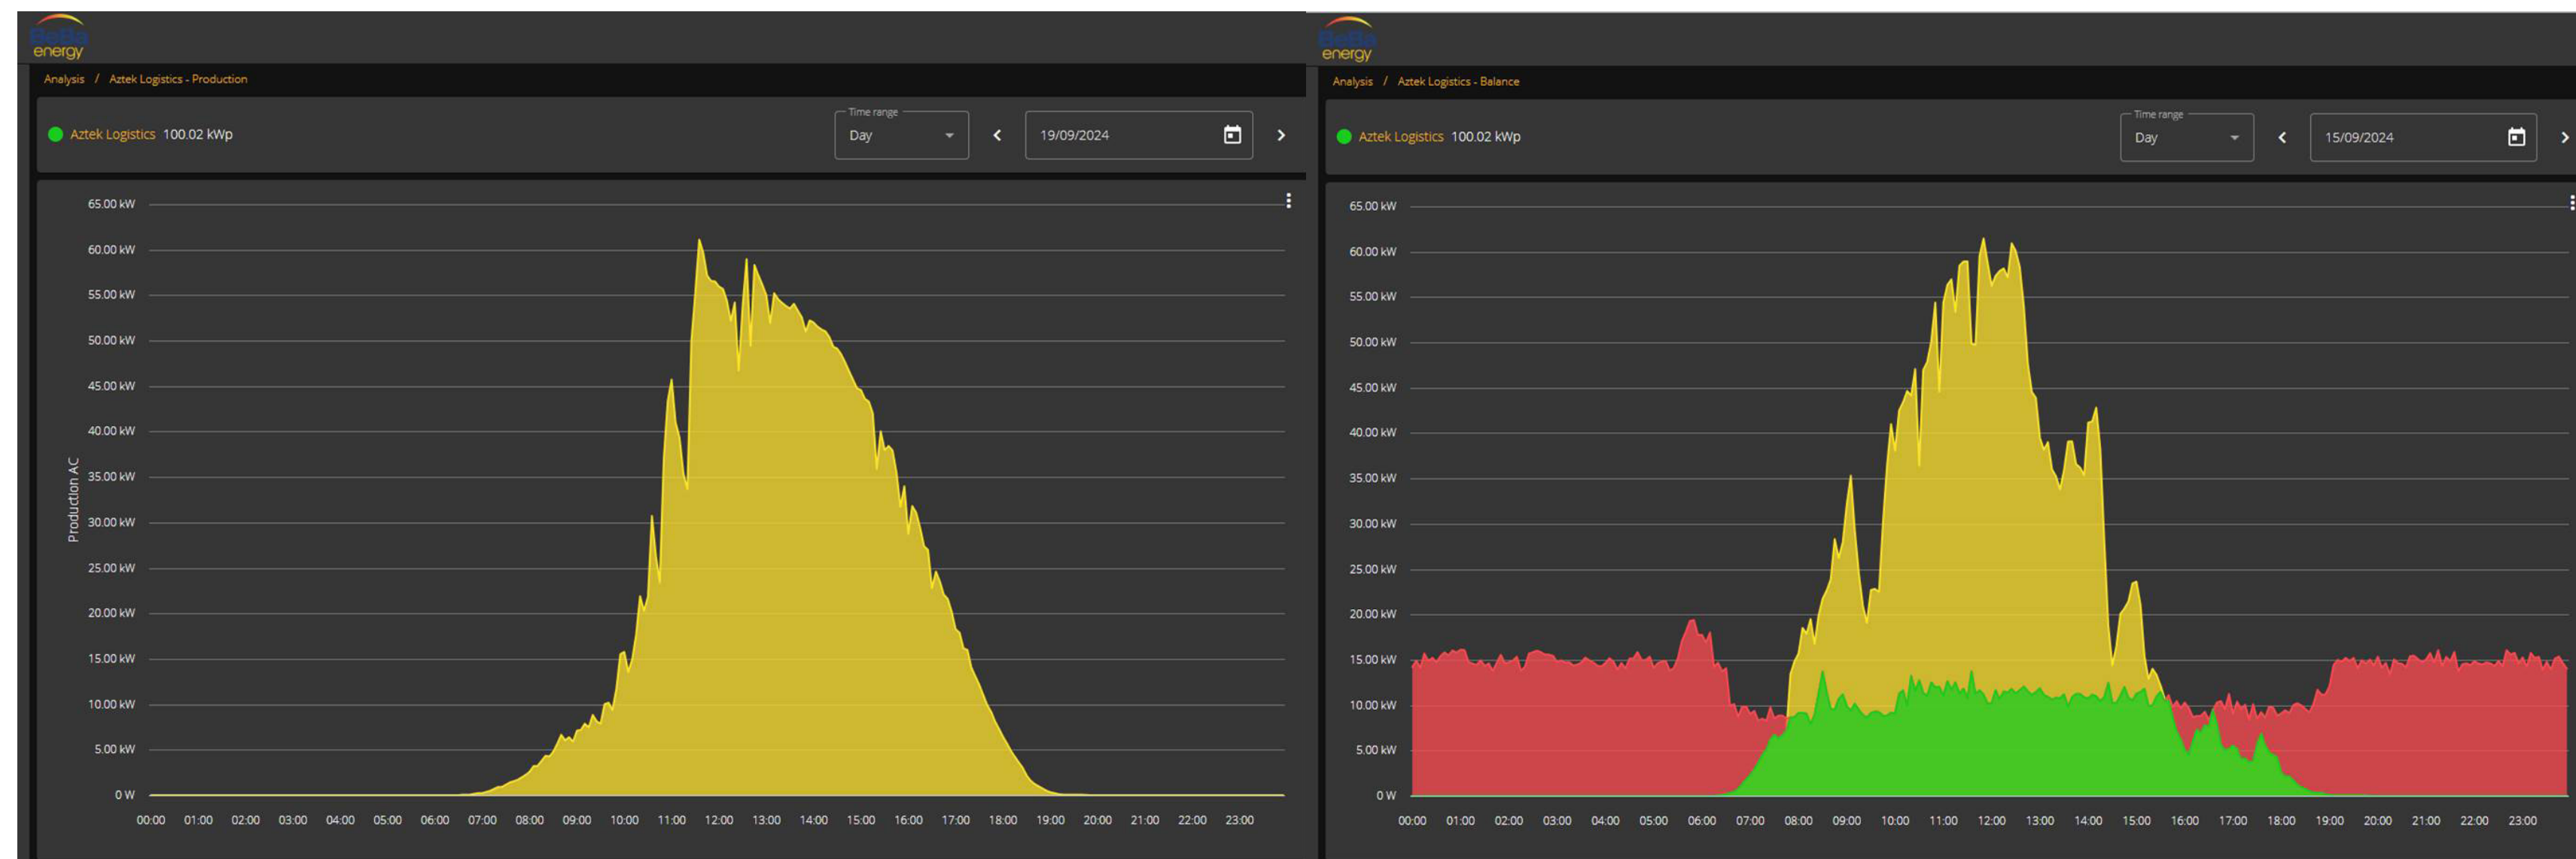 BeBa
energy
Analysis / Aztek Logistics - Production
Aztek Logistics 100.02 kWp
Time range
Day
19/09/2024
65.00 kW
60.00 kW
55.00 kW
50.00 kW
45.00 kW
40.00 kW
35.00 kW
30.00 kW
25.00 kW
20.00 kW
15.00 kW
10.00 kW
5.00 kW
0 W
Production AC
00:00 01:00 02:00 03:00 04:00 05:00 06:00 07:00 08:00 09:00 10:00 11:00 12:00 13:00 14:00 15:00 16:00 17:00 18:00 19:00 20:00 21:00 22:00 23:00
BeBa
energy
Analysis / Aztek Logistics - Balance
Aztek Logistics 100.02 kWp
Time range
Day
15/09/2024
65.00 kW
60.00 kW
55.00 kW
50.00 kW
45.00 kW
40.00 kW
35.00 kW
30.00 kW
25.00 kW
20.00 kW
15.00 kW
10.00 kW
5.00 kW
0 W
00:00 01:00 02:00 03:00 04:00 05:00 06:00 07:00 08:00 09:00 10:00 11:00 12:00 13:00 14:00 15:00 16:00 17:00 18:00 19:00 20:00 21:00 22:00 23:00